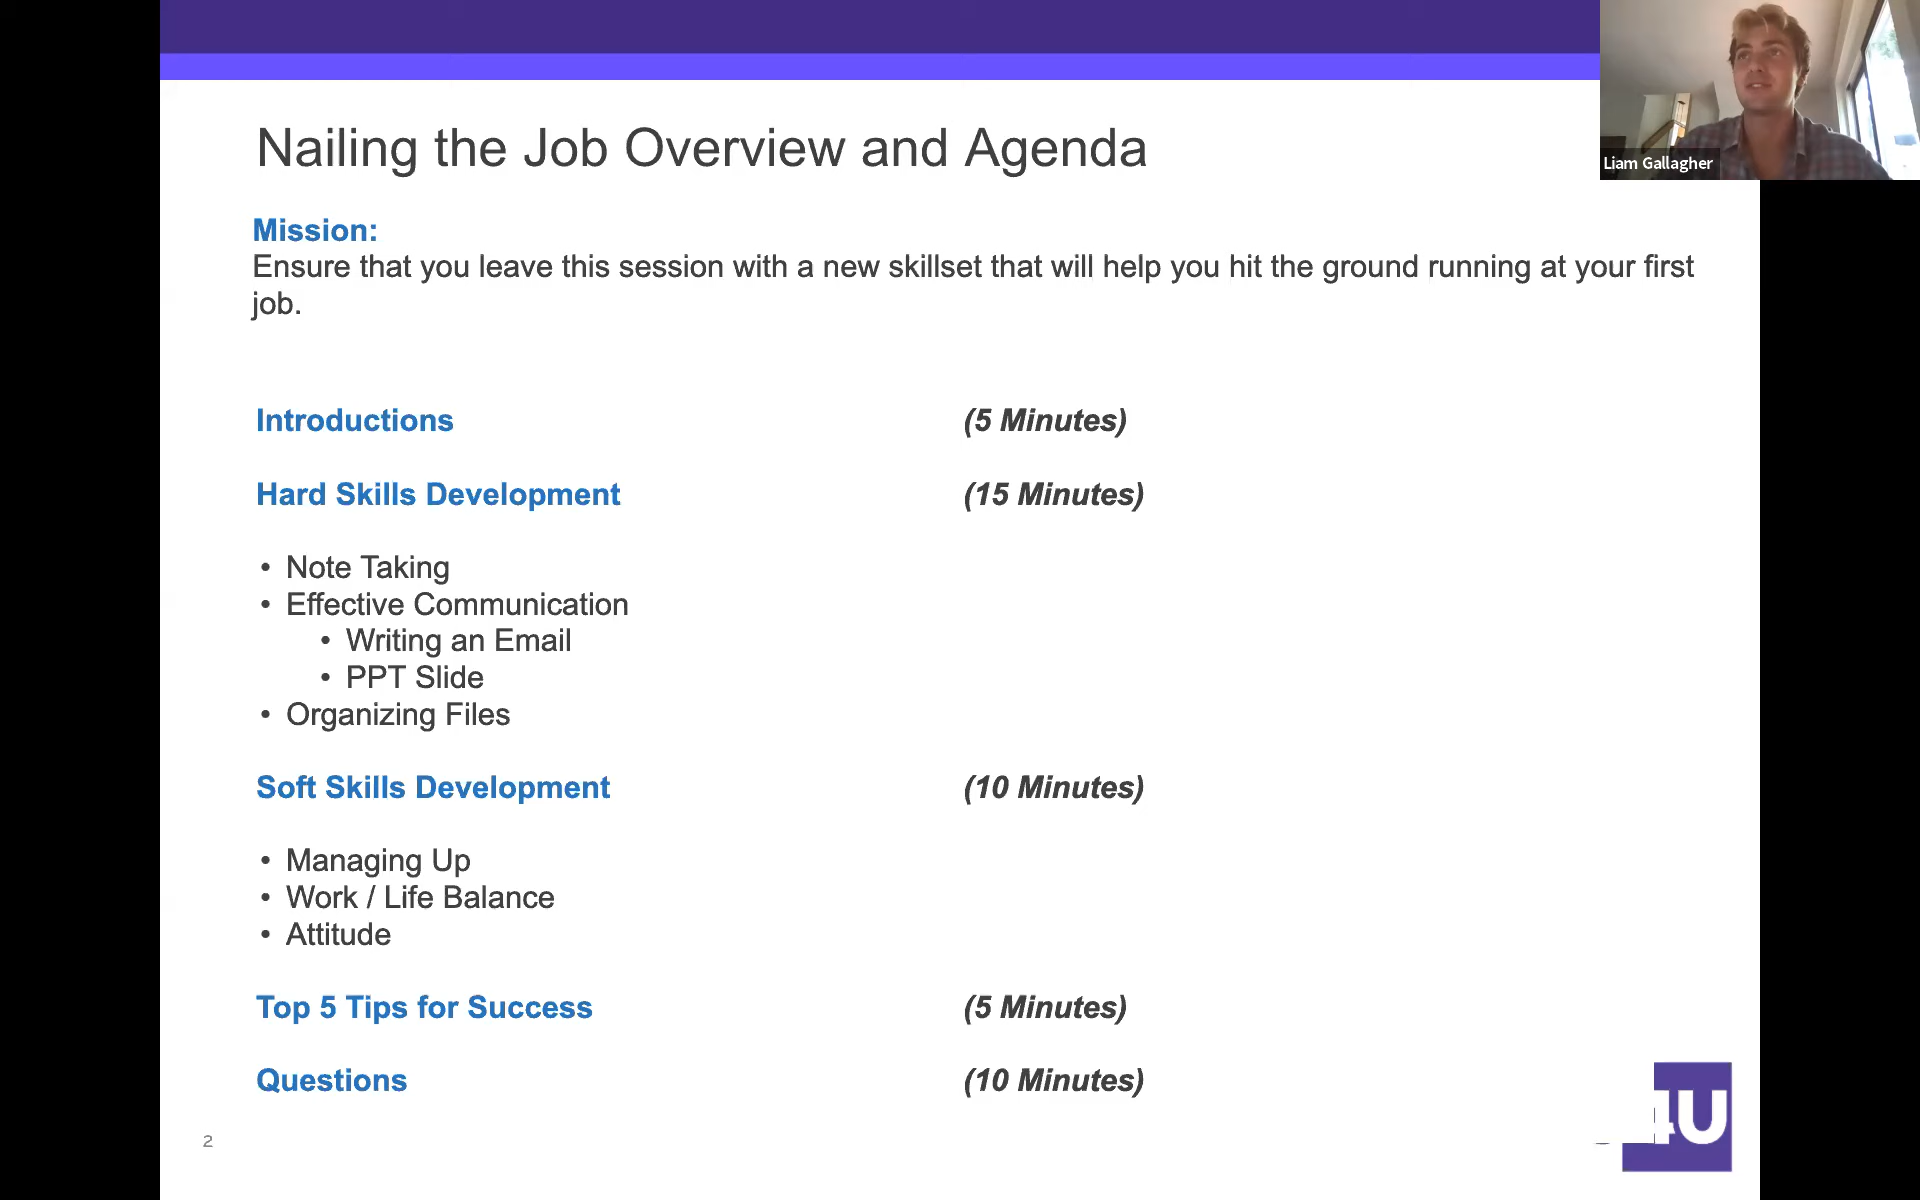 Nailing the Job Overview and Agenda
Liam Gallagher
Mission:
Ensure that you leave this session with a new skillset that will help you hit the ground running at your first
job.
Introductions (5 Minutes)
Hard Skills Development (15 Minutes)
• Note Taking
• Effective Communication
• Writing an Email
• PPT Slide
• Organizing Files
Soft Skills Development (10 Minutes)
• Managing Up
• Work / Life Balance
• Attitude
Top 5 Tips for Success (5 Minutes)
Questions (10 Minutes)
2
4U